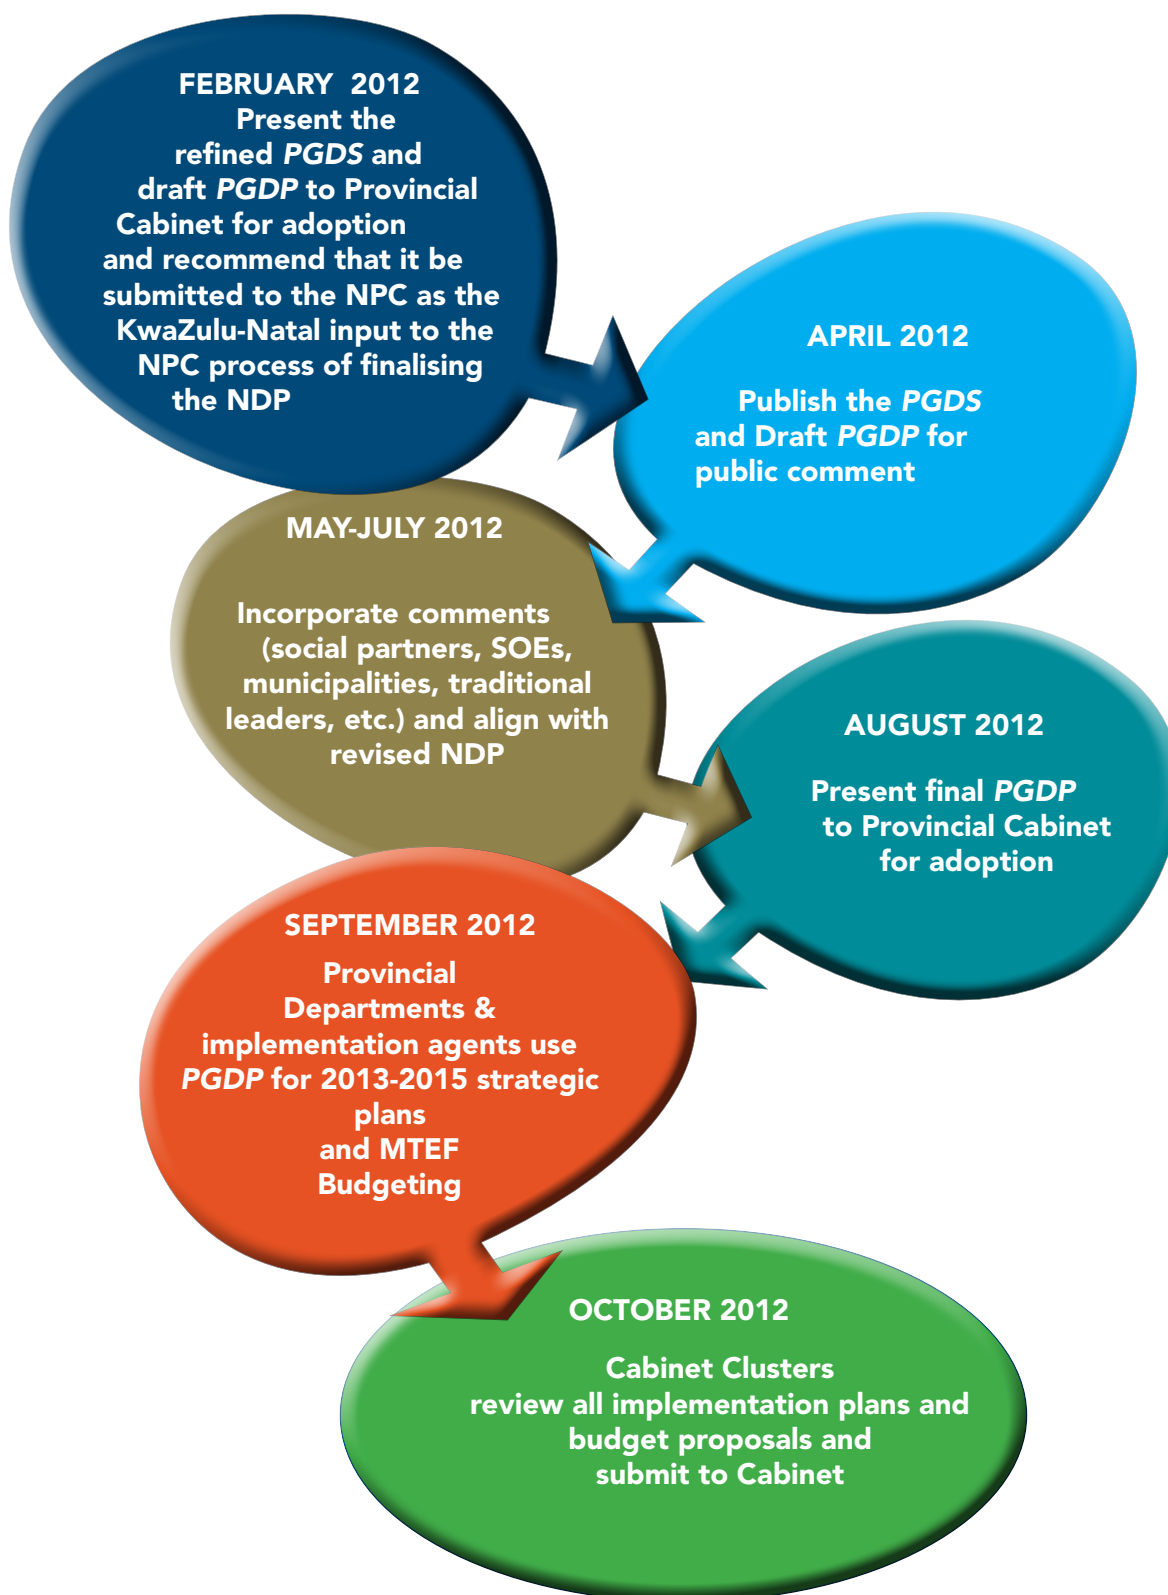 FEBRUARY 2012
Present the
refined PGDS and
draft PGDP to Provincial
Cabinet for adoption
and recommend that it be
submitted to the NPC as the
KwaZulu-Natal input to the
NPC process of finalising
the NDP
APRIL 2012
Publish the PGDS
and Draft PGDP for
public comment
MAY-JULY 2012
Incorporate comments
(social partners, SOEs,
municipalities, traditional
leaders, etc.) and align with
revised NDP
AUGUST 2012
Present final PGDP
to Provincial Cabinet
for adoption
SEPTEMBER 2012
Provincial
Departments &
implementation agents use
PGDP for 2013-2015 strategic
plans
and MTEF
Budgeting
OCTOBER 2012
Cabinet Clusters
review all implementation plans and
budget proposals and
submit to Cabinet